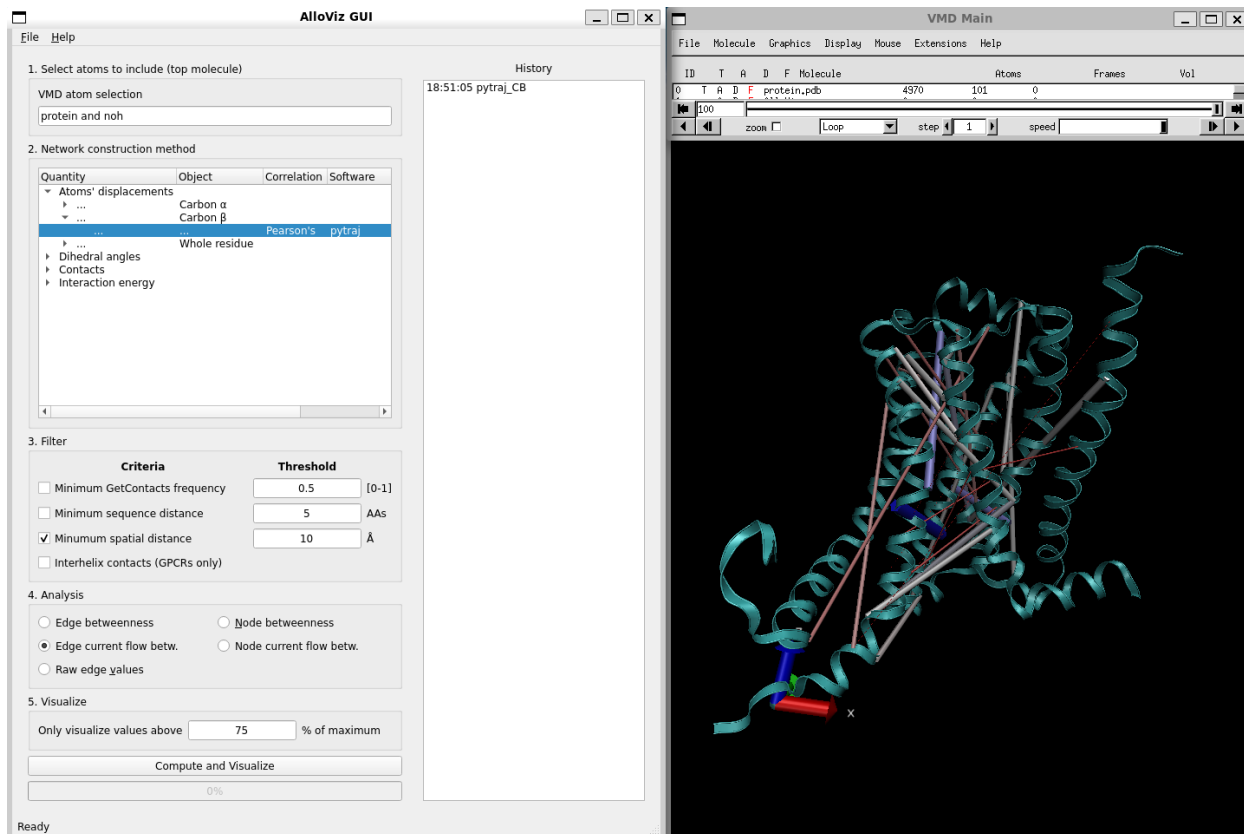 AlloViz GUI
File Help
1. Select atoms to include (top molecule)
VMD atom selection
protein and noh
2. Network construction method
Quantity Object Correlation Software
Atoms' displacements
... Carbon α
... Carbon β
... ... Pearson's pytraj
... Whole residue
Dihedral angles
Contacts
Interaction energy
3. Filter
Criteria Threshold
Minimum GetContacts frequency 0.5 [0-1]
Minimum sequence distance 5 AAs
Minumum spatial distance 10 Å
Interhelix contacts (GPCRs only)
4. Analysis
Edge betweenness Node betweenness
Edge current flow betw. Node current flow betw.
Raw edge values
5. Visualize
Only visualize values above 75 % of maximum
Compute and Visualize
0%
Ready
History
18:51:05 pytraj_CB
VMD Main
File Molecule Graphics Display Mouse Extensions Help
ID T A D F Molecule Atoms Frames Vol
0 T A D F protein.pdb 4970 101 0
100
zoom Loop step 1 speed
x